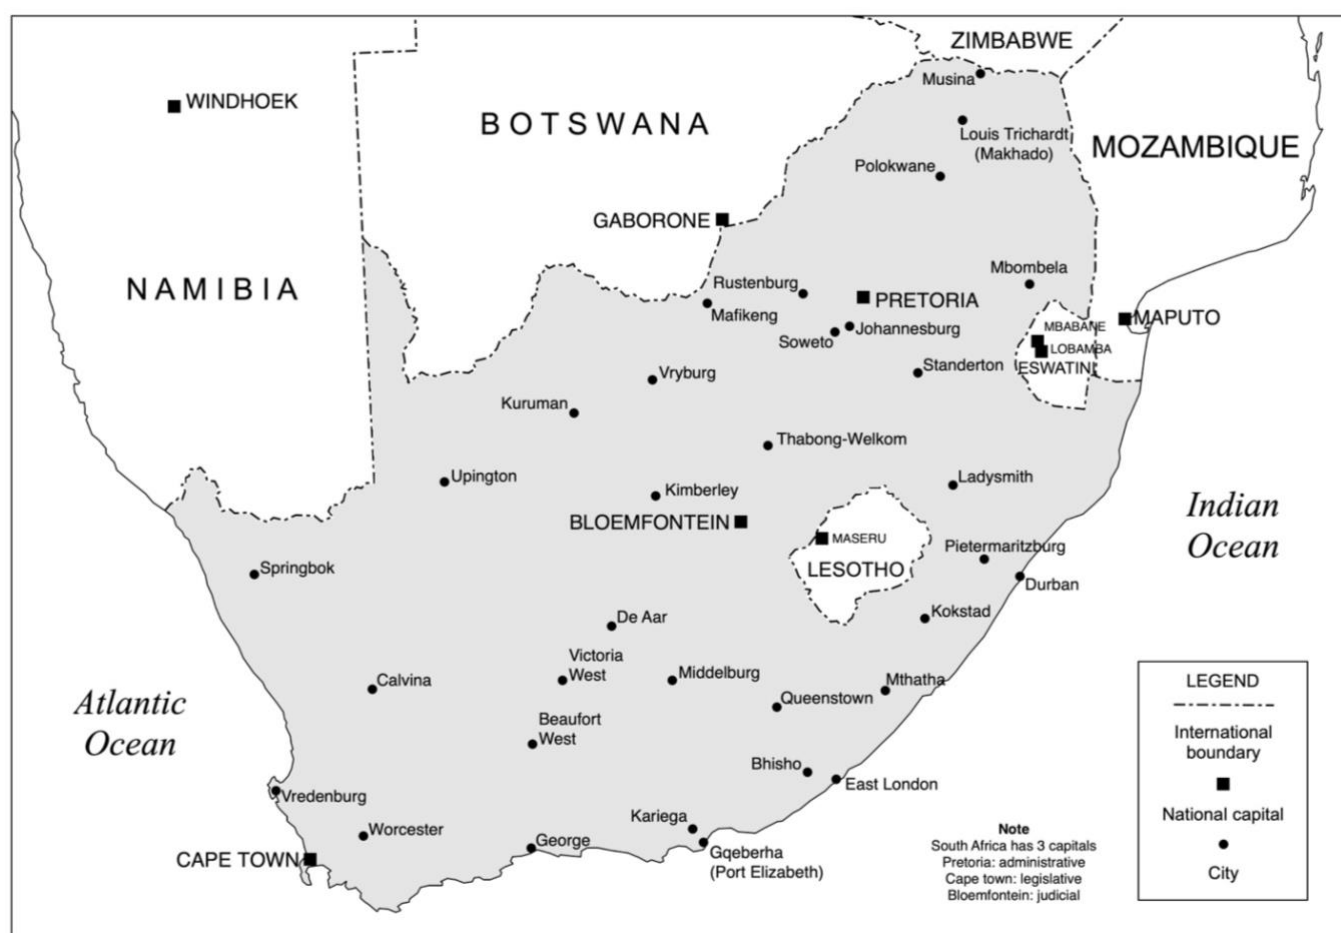 ZIMBABWE
Musina
WINDHOEK
BOTSWANA
Louis Trichardt
(Makhado)
MOZAMBIQUE
Polokwane
GABORONE
Mbombela
NAMIBIA
Rustenburg
PRETORIA
Mafikeng
MAPUTO
Johannesburg
MBABANE
Soweto
LOBAMBA
ESWATINI
Standerton
Vryburg
Kuruman
Thabong-Welkom
Upington
Ladysmith
Kimberley
Indian
Ocean
BLOEMFONTEIN
MASERU
Pietermaritzburg
LESOTHO
Springbok
Durban
Kokstad
De Aar
Victoria
West
Middelburg
Calvina
Mthatha
Queenstown
Atlantic
Ocean
Beaufort
West
Bhisho
East London
Vredenburg
Kariega
Worcester
George
Gqeberha
(Port Elizabeth)
CAPE TOWN
Note
South Africa has 3 capitals
Pretoria: administrative
Cape town: legislative
Bloemfontein: judicial
LEGEND
International
boundary
National capital
City